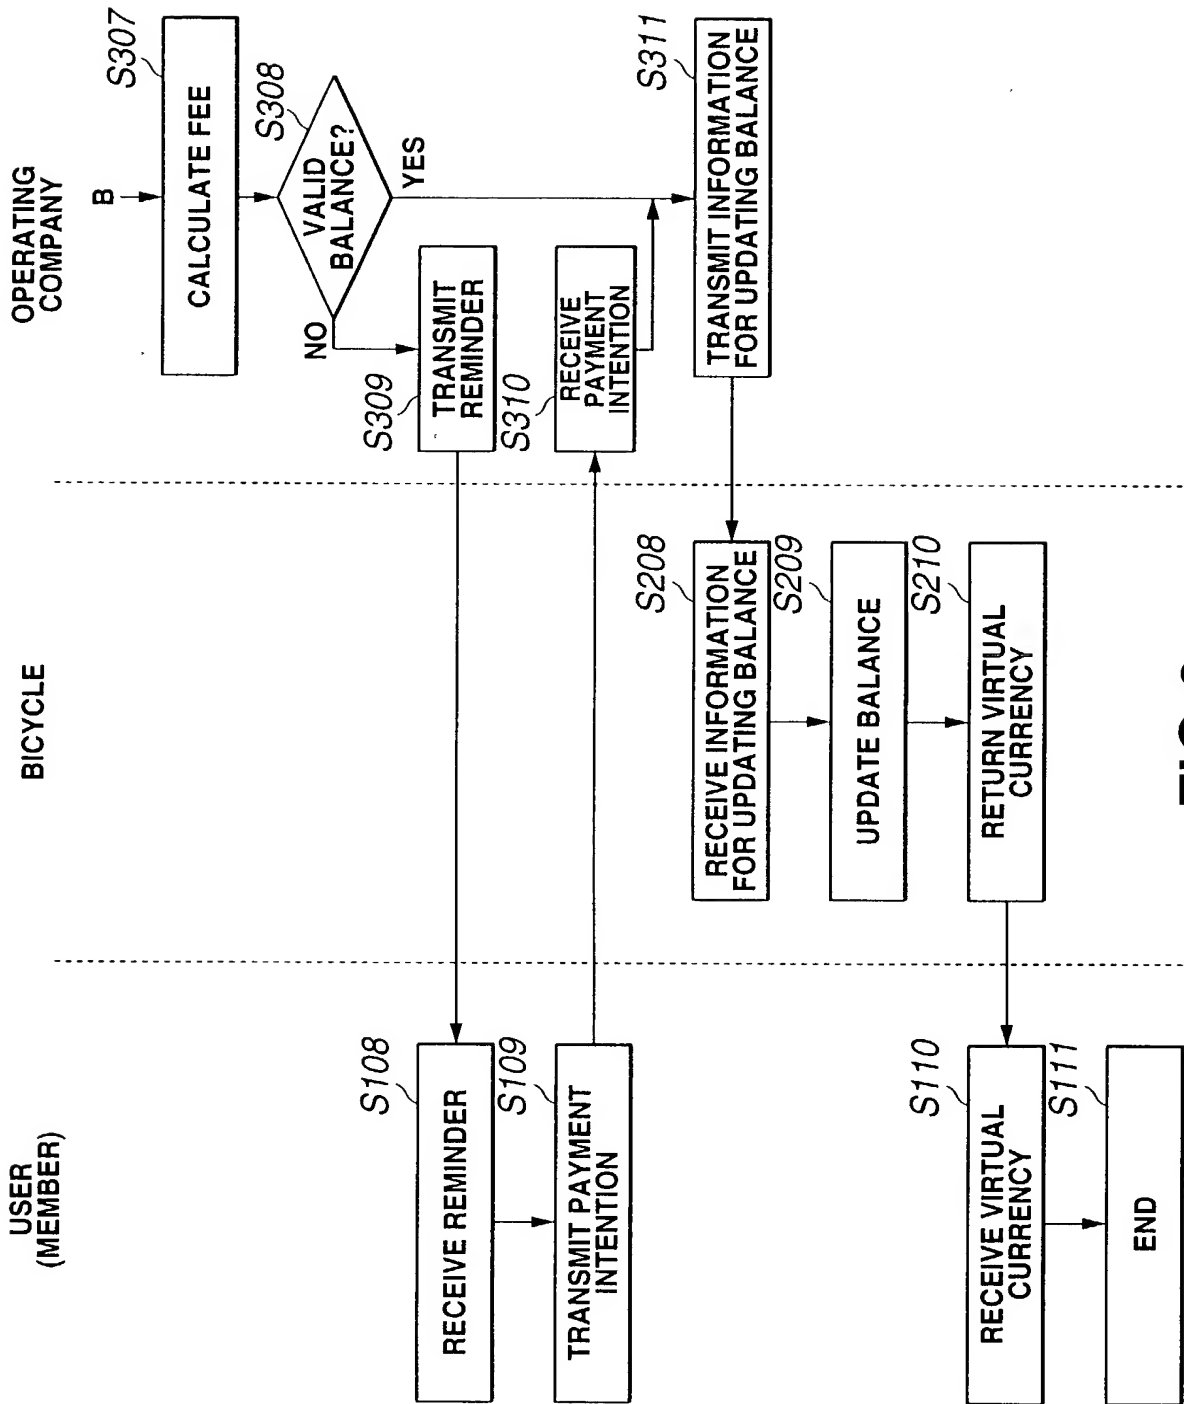 USER
(MEMBER)
BICYCLE
OPERATING
COMPANY
B
S307
CALCULATE FEE
S308
VALID
BALANCE?
NO
YES
S309
TRANSMIT
REMINDER
S108
RECEIVE REMINDER
S109
TRANSMIT PAYMENT
INTENTION
S310
RECEIVE
PAYMENT
INTENTION
S311
TRANSMIT INFORMATION
FOR UPDATING BALANCE
S208
RECEIVE INFORMATION
FOR UPDATING BALANCE
S209
UPDATE BALANCE
S210
RETURN VIRTUAL
CURRENCY
S110
RECEIVE VIRTUAL
CURRENCY
S111
END